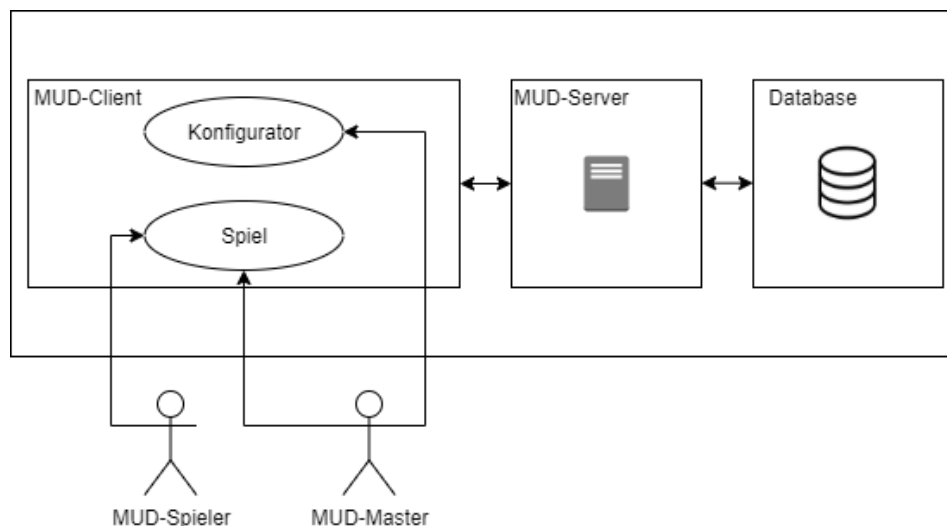 MUD-Client
Konfigurator
Spiel
MUD-Server
Database
MUD-Spieler
MUD-Master